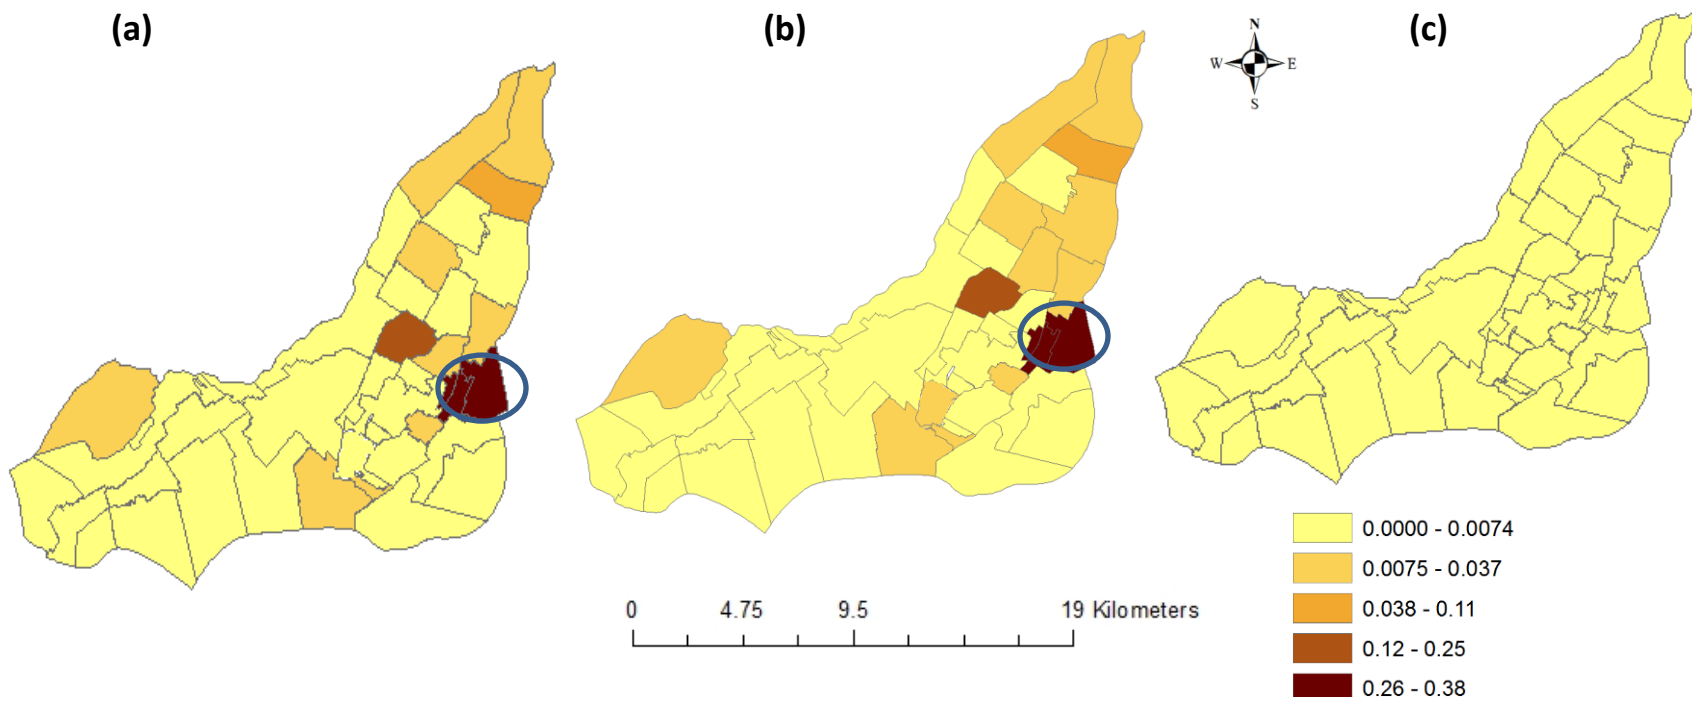 (a)
(b)
(c)
N
W E
S
0.0000 - 0.0074
0.0075 - 0.037
0.038 - 0.11
0.12 - 0.25
0.26 - 0.38
0 4.75 9.5 19 Kilometers